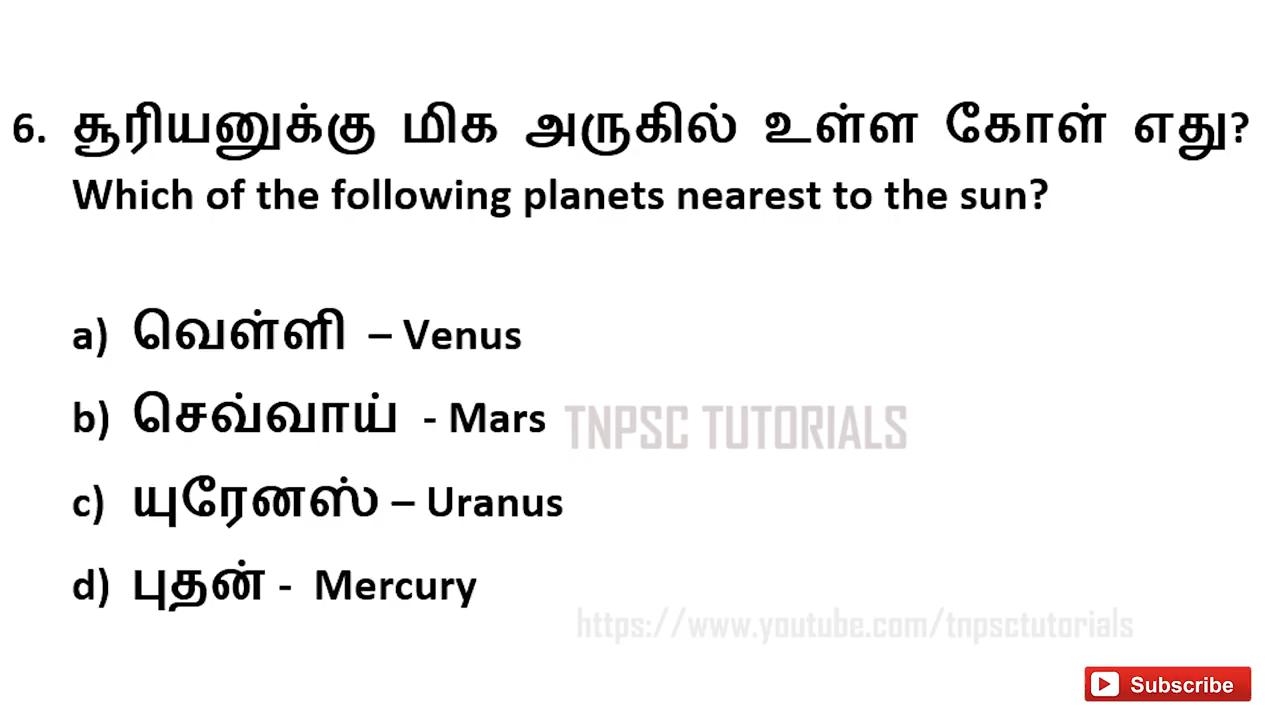 6. சூரியனுக்கு மிக அருகில் உள்ள கோள் எது?
Which of the following planets nearest to the sun?
a) வெள்ளி – Venus
b) செவ்வாய் - Mars
TNPSC TUTORIALS
c) யுரேனஸ் – Uranus
d) புதன் - Mercury
https://www.youtube.com/tnpsctutorials
Subscribe